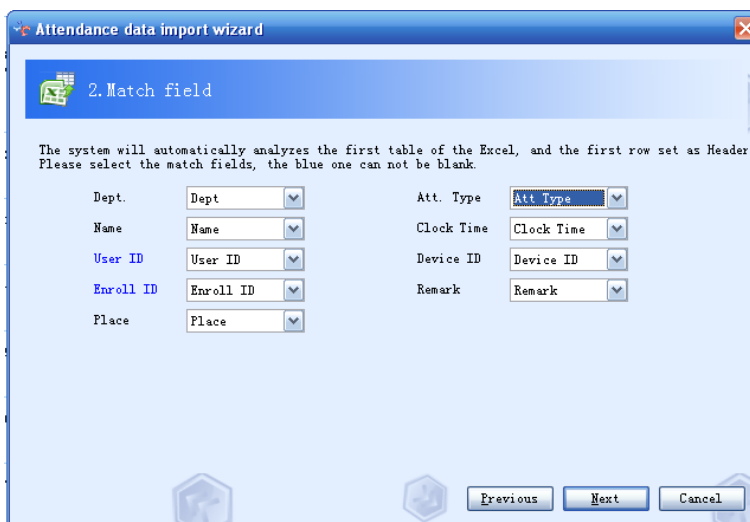 Attendance data import wizard
2.Match field
The system will automatically analyzes the first table of the Excel, and the first row set as Header
Please select the match fields, the blue one can not be blank.
Dept. Dept Att. Type Att Type
Name Name Clock Time Clock Time
User ID User ID Device ID Device ID
Enroll ID Enroll ID Remark Remark
Place Place
Previous Next Cancel